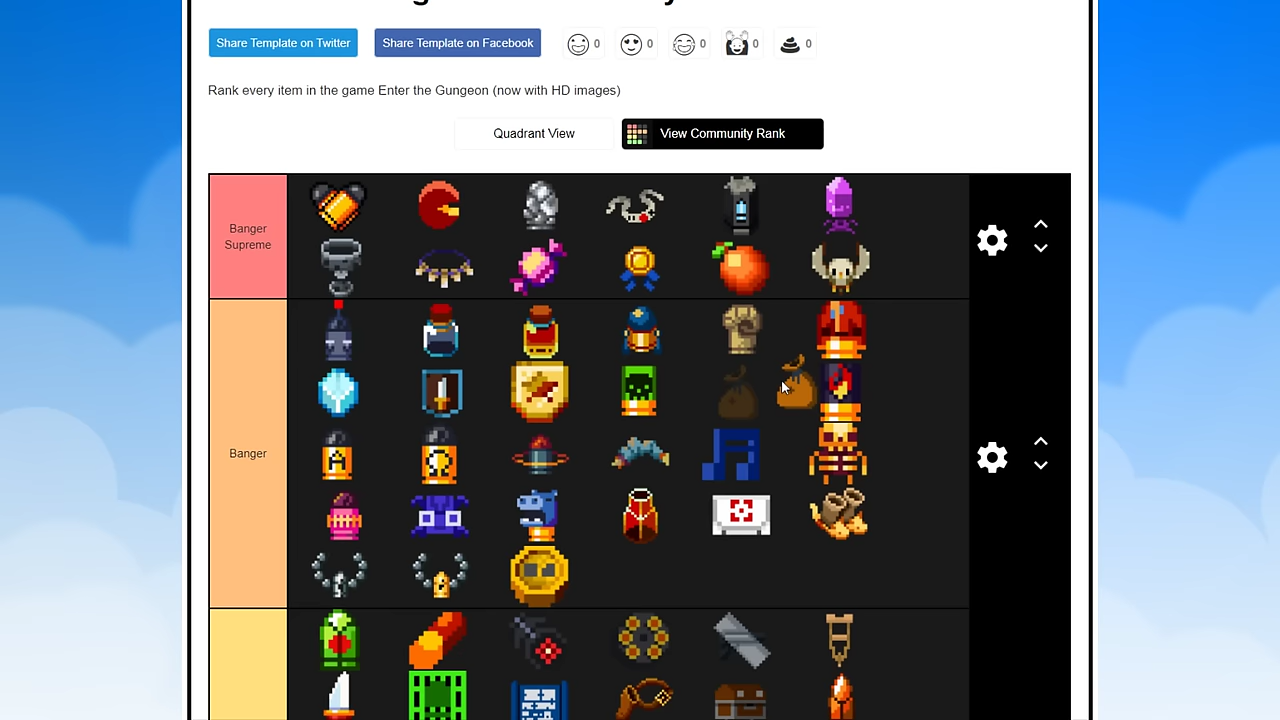 Share Template on Twitter
Share Template on Facebook
0
0
0
0
0
Rank every item in the game Enter the Gungeon (now with HD images)
Quadrant View
View Community Rank
Banger
Supreme
Banger